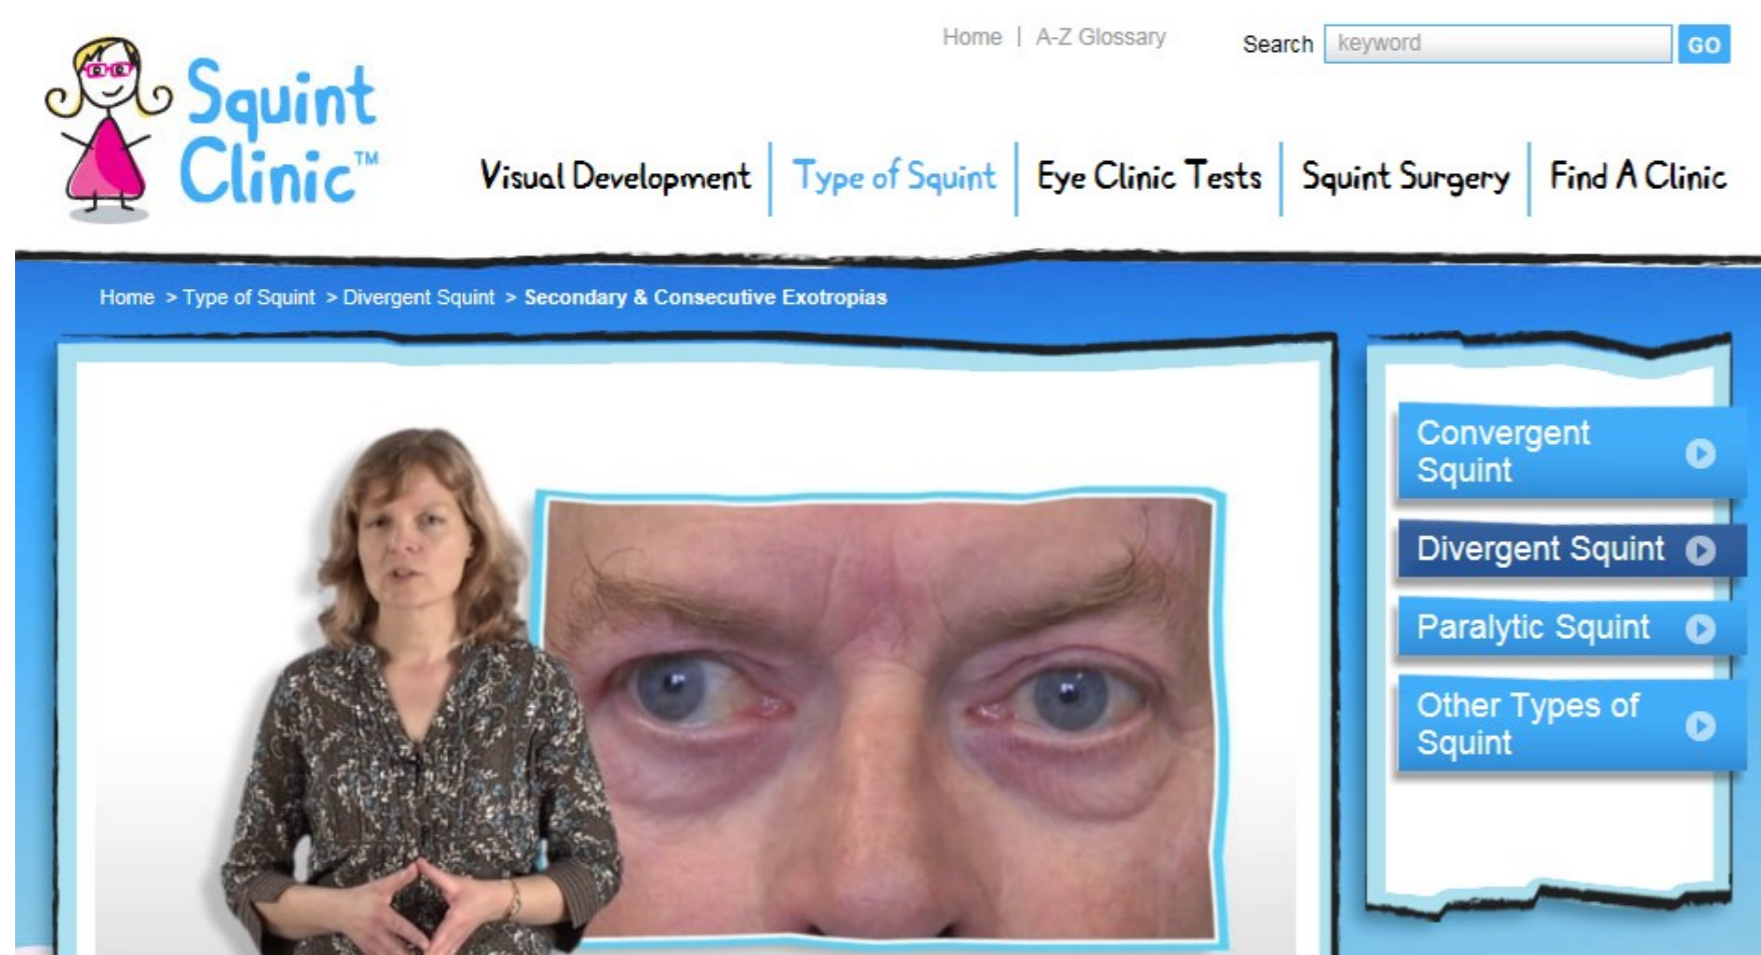 Home | A-Z Glossary
Search keyword GO
Squint
Clinic™
Visual Development
Type of Squint
Eye Clinic Tests
Squint Surgery
Find A Clinic
Home > Type of Squint > Divergent Squint > Secondary & Consecutive Exotropias
Convergent
Squint
Divergent Squint
Paralytic Squint
Other Types of
Squint